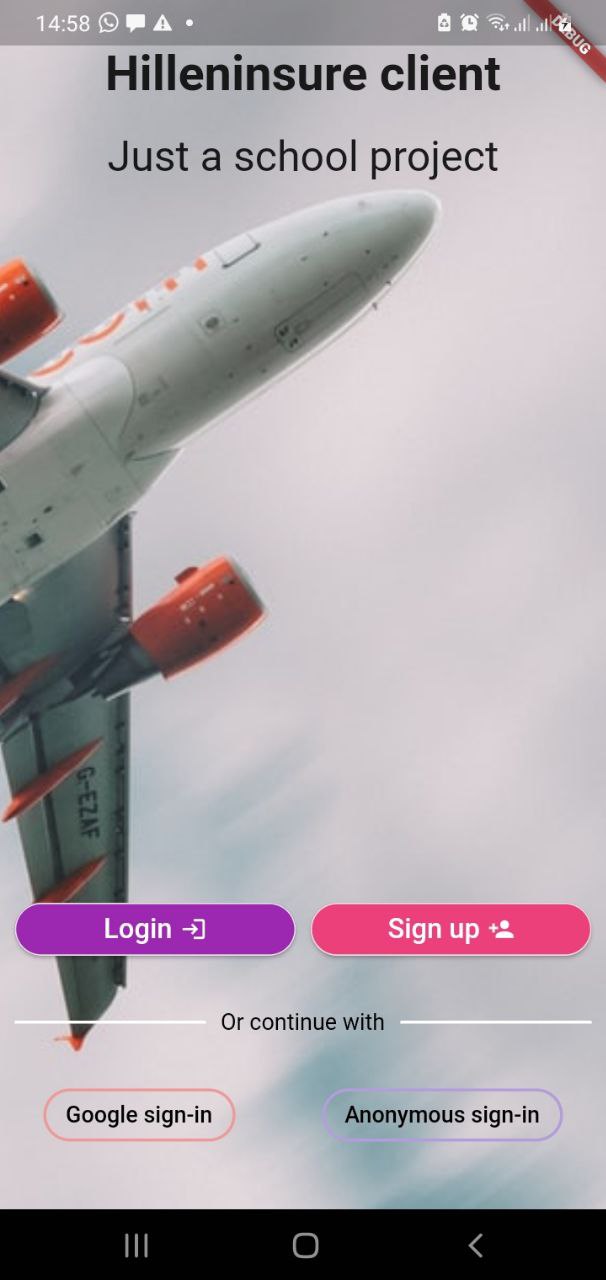 14:58
DEBUG
Hilleninsure client
Just a school project
G-EZAF
Login
Sign up
Or continue with
Google sign-in
Anonymous sign-in